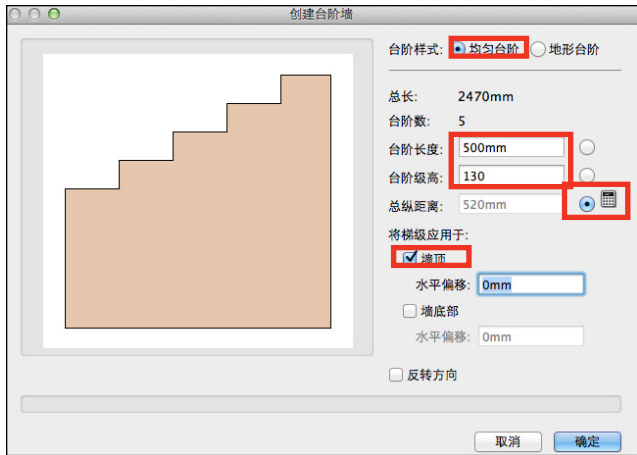 创建台阶墙
台阶样式: 均匀台阶 地形台阶
总长: 2470mm
台阶数: 5
台阶长度: 500mm
台阶级高: 130
总纵距离: 520mm
将梯级应用于:
墙顶
水平偏移: 0mm
墙底部
水平偏移: 0mm
反转方向
取消 确定